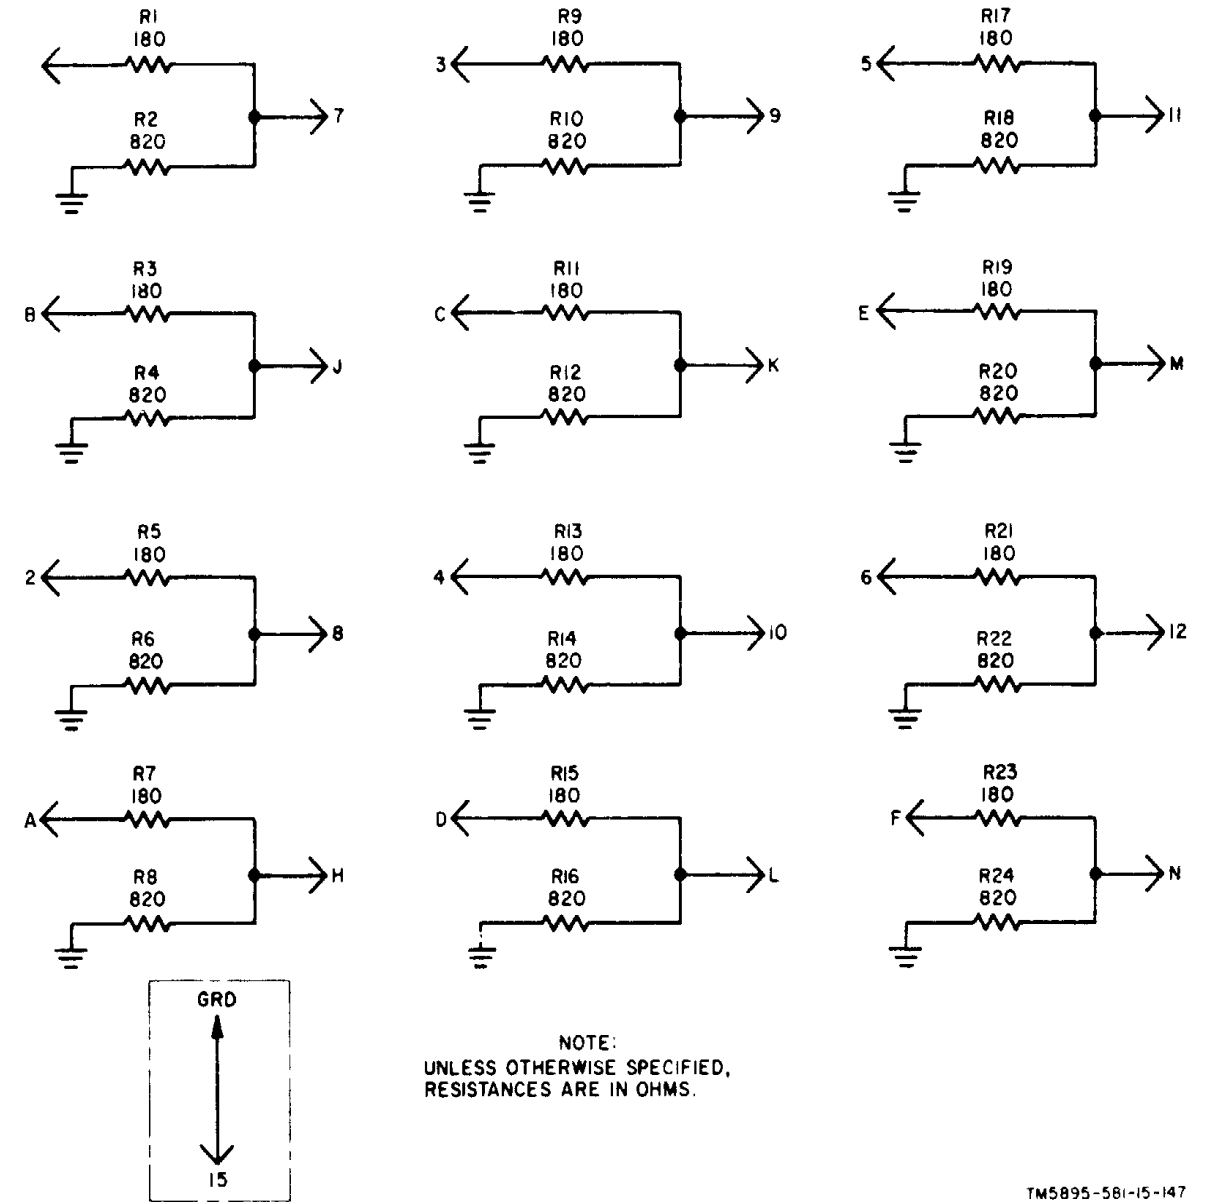 R1
180
R2
820
7
R9
180
3
R10
820
9
R17
180
5
R18
820
11
R3
180
B
R4
820
J
R11
180
C
R12
820
K
R19
180
E
R20
820
M
R5
180
2
R6
820
8
R13
180
4
R14
820
10
R21
180
6
R22
820
12
R7
180
A
R8
820
H
R15
180
D
R16
820
L
R23
180
F
R24
820
N
GRD
15
NOTE:
UNLESS OTHERWISE SPECIFIED,
RESISTANCES ARE IN OHMS.
TM5895-581-15-147